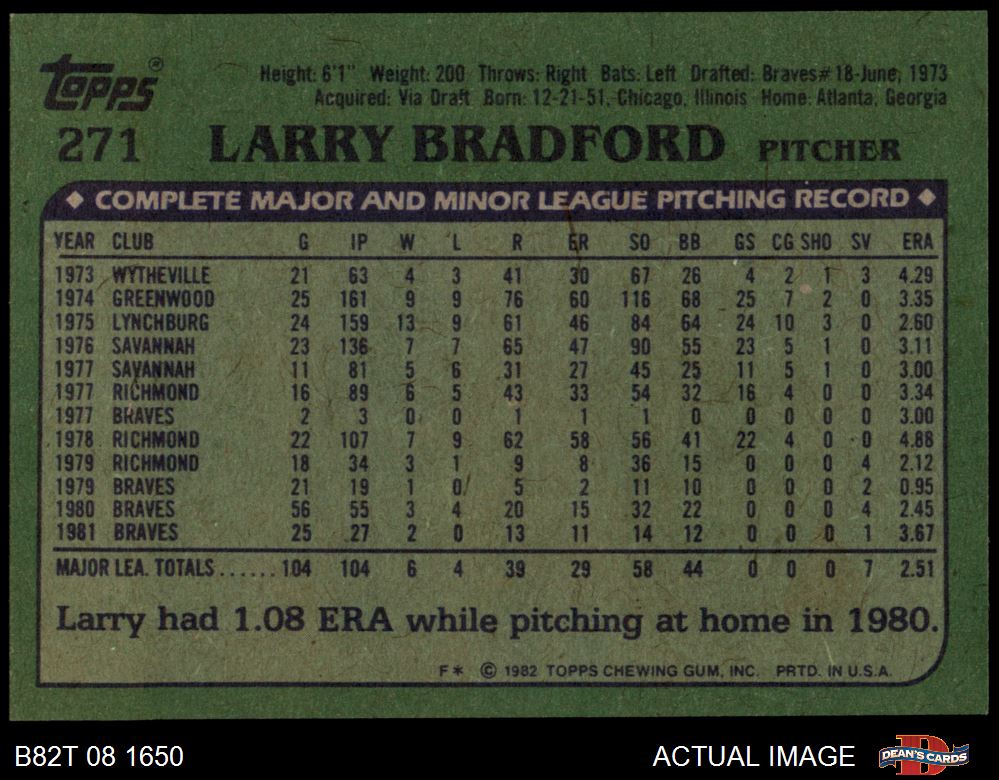 Topps®
Height: 6'1" Weight: 200 Throws: Right Bats: Left Drafted: Braves#18-June, 1973
Acquired: Via Draft Born: 12-21-51, Chicago, Illinois Home: Atlanta, Georgia
271 LARRY BRADFORD PITCHER
◆ COMPLETE MAJOR AND MINOR LEAGUE PITCHING RECORD ◆
YEAR CLUB G IP W L R ER SO BB GS CG SHO SV ERA
1973 WYTHEVILLE 21 63 4 3 41 30 67 26 4 2 1 3 4.29
1974 GREENWOOD 25 161 9 9 76 60 116 68 25 7 2 0 3.35
1975 LYNCHBURG 24 159 13 9 61 46 84 64 24 10 3 0 2.60
1976 SAVANNAH 23 136 7 7 65 47 90 55 23 5 1 0 3.11
1977 SAVANNAH 11 81 5 6 31 27 45 25 11 5 1 0 3.00
1977 RICHMOND 16 89 6 5 43 33 54 32 16 4 0 0 3.34
1977 BRAVES 2 3 0 0 1 1 1 0 0 0 0 0 3.00
1978 RICHMOND 22 107 7 9 62 58 56 41 22 4 0 0 4.88
1979 RICHMOND 18 34 3 1 9 8 36 15 0 0 0 4 2.12
1979 BRAVES 21 19 1 0 5 2 11 10 0 0 0 2 0.95
1980 BRAVES 56 55 3 4 20 15 32 22 0 0 0 4 2.45
1981 BRAVES 25 27 2 0 13 11 14 12 0 0 0 1 3.67
MAJOR LEA. TOTALS......104 104 6 4 39 29 58 44 0 0 0 7 2.51
Larry had 1.08 ERA while pitching at home in 1980.
F* © 1982 TOPPS CHEWING GUM, INC. PRTD. IN U.S.A.
B82T 08 1650 ACTUAL IMAGE DEAN'S CARDS